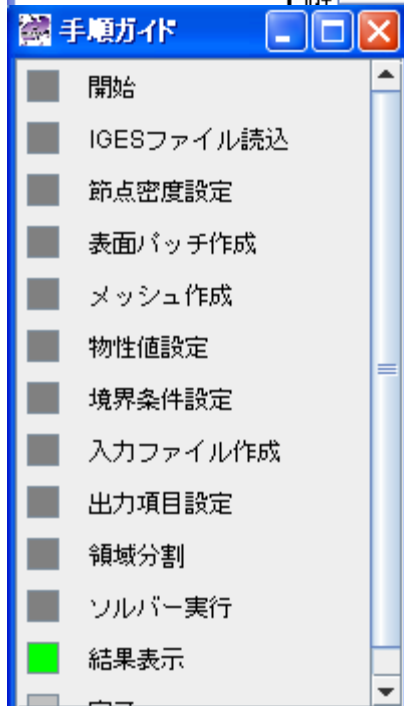 手順ガイド
開始
IGESファイル読込
節点密度設定
表面パッチ作成
メッシュ作成
物性値設定
境界条件設定
入力ファイル作成
出力項目設定
領域分割
ソルバー実行
結果表示